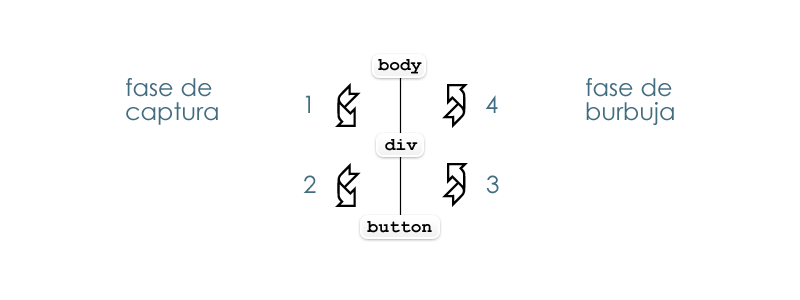 body
fase de
captura
1
4
fase de
burbuja
div
2
3
button